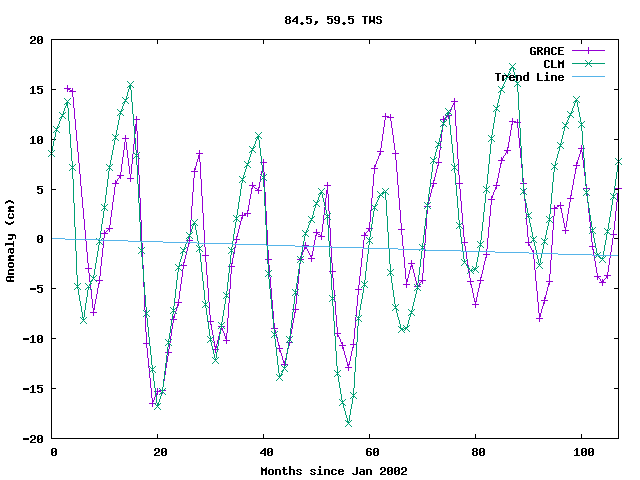 84.5, 59.5 TWS
GRACE
CLM
Trend Line
Anomaly (cm)
20
15
10
5
0
-5
-10
-15
-20
0 20 40 60 80 100
Months since Jan 2002